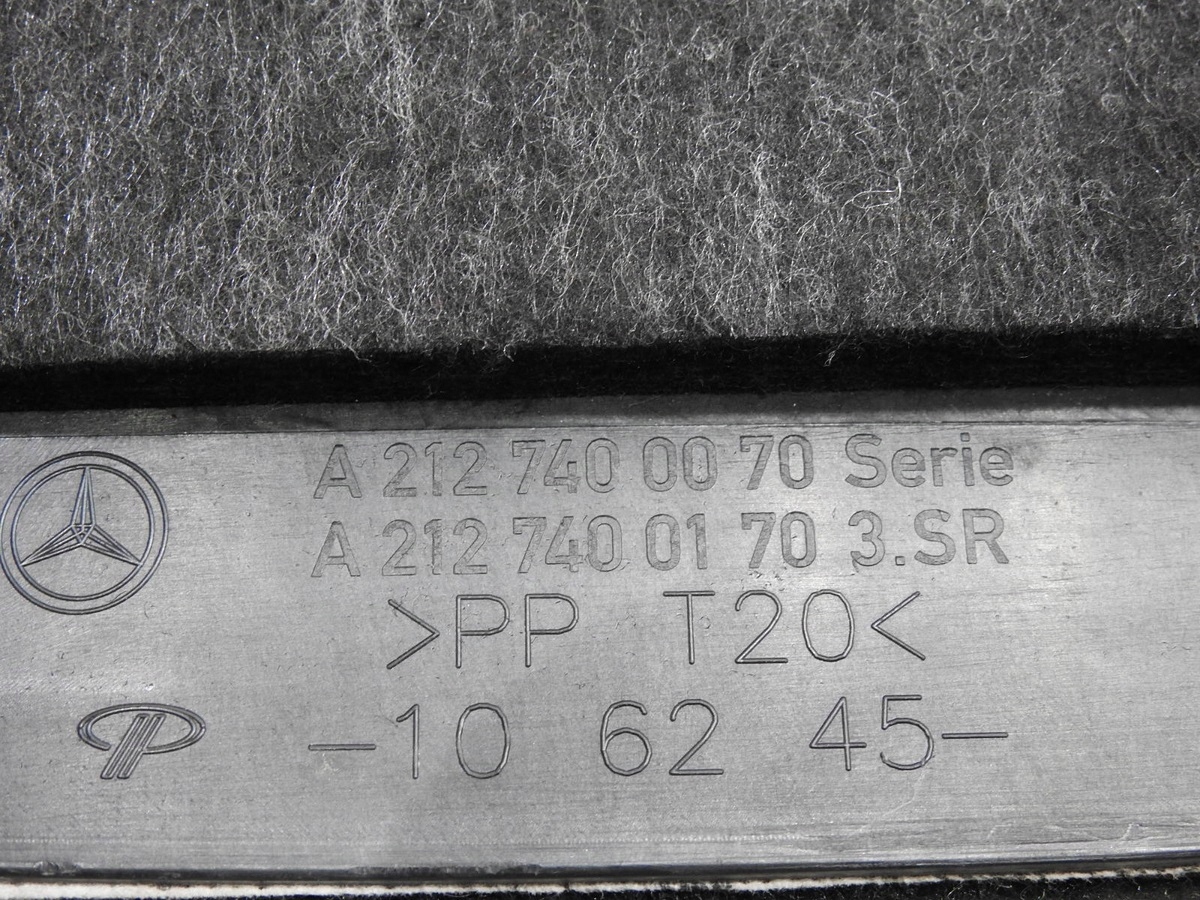 A 212 740 00 70 Serie
A 212 740 01 70 3.SR
>PP T20<
—10 62 45—